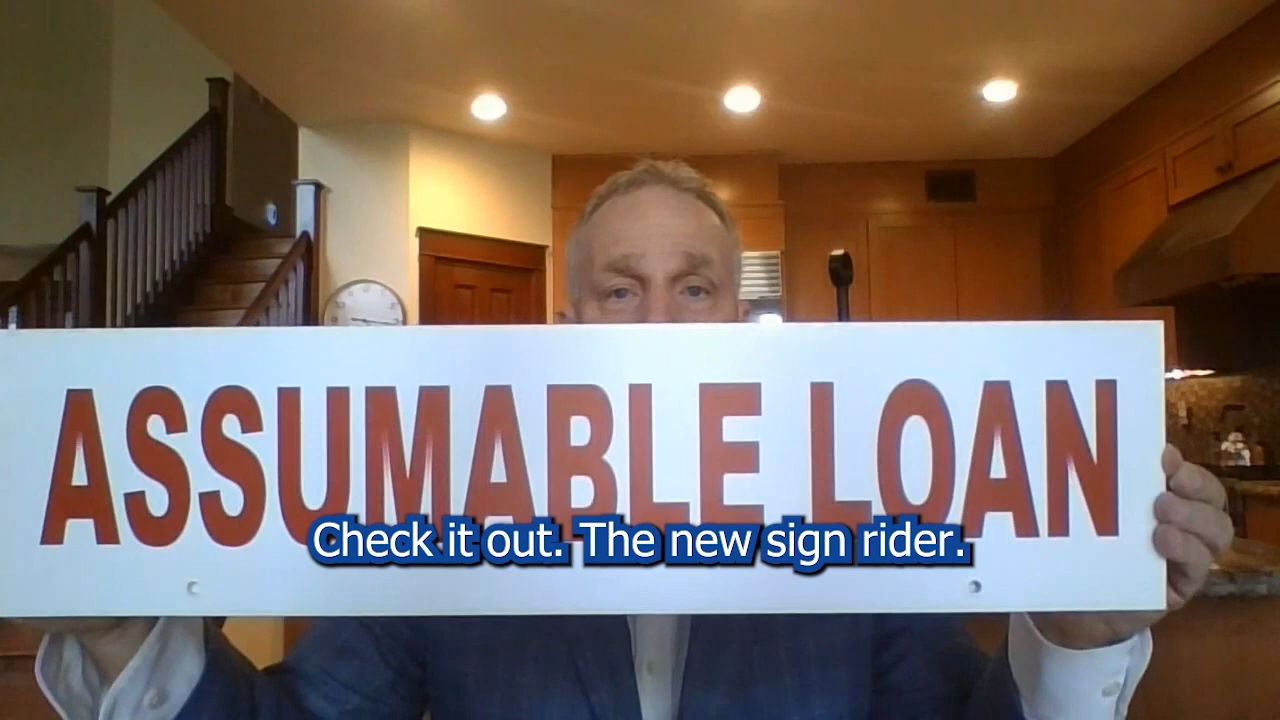 ASSUMABLE LOAN
Check it out. The new sign rider.